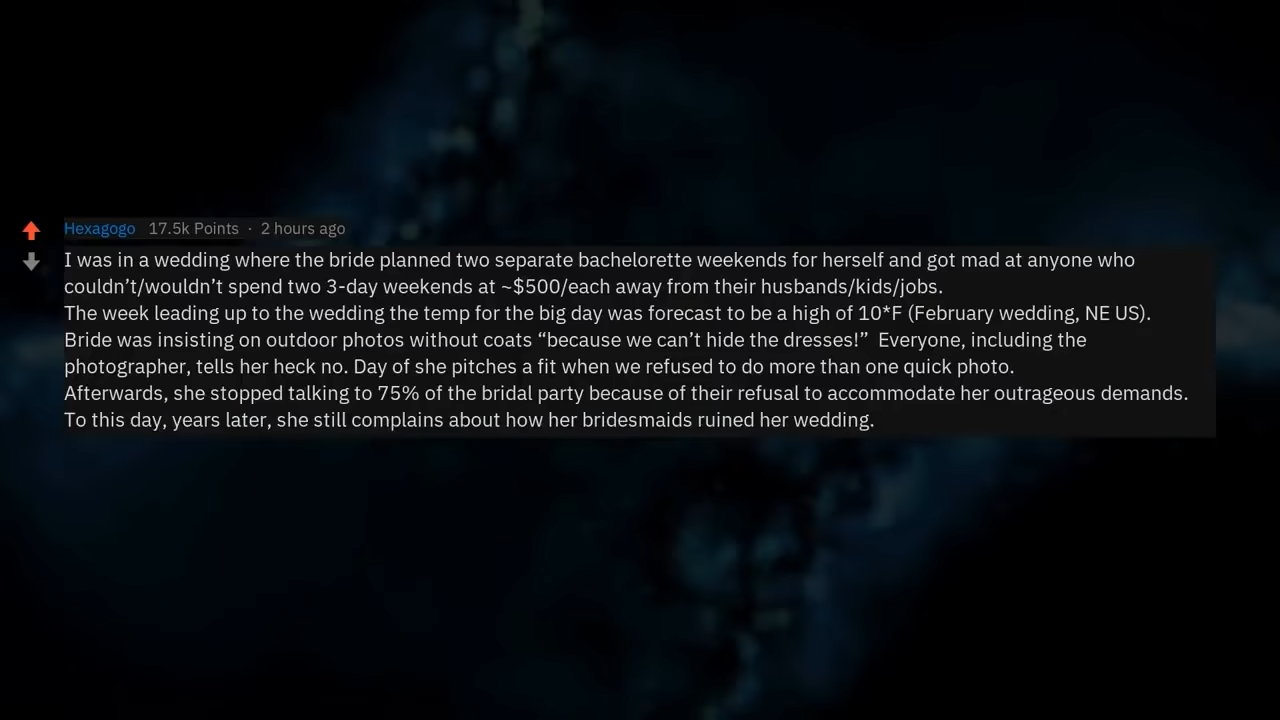 Hexagogo 17.5k Points · 2 hours ago
I was in a wedding where the bride planned two separate bachelorette weekends for herself and got mad at anyone who
couldn’t/wouldn’t spend two 3-day weekends at ~$500/each away from their husbands/kids/jobs.
The week leading up to the wedding the temp for the big day was forecast to be a high of 10*F (February wedding, NE US).
Bride was insisting on outdoor photos without coats “because we can’t hide the dresses!”  Everyone, including the
photographer, tells her heck no. Day of she pitches a fit when we refused to do more than one quick photo.
Afterwards, she stopped talking to 75% of the bridal party because of their refusal to accommodate her outrageous demands.
To this day, years later, she still complains about how her bridesmaids ruined her wedding.